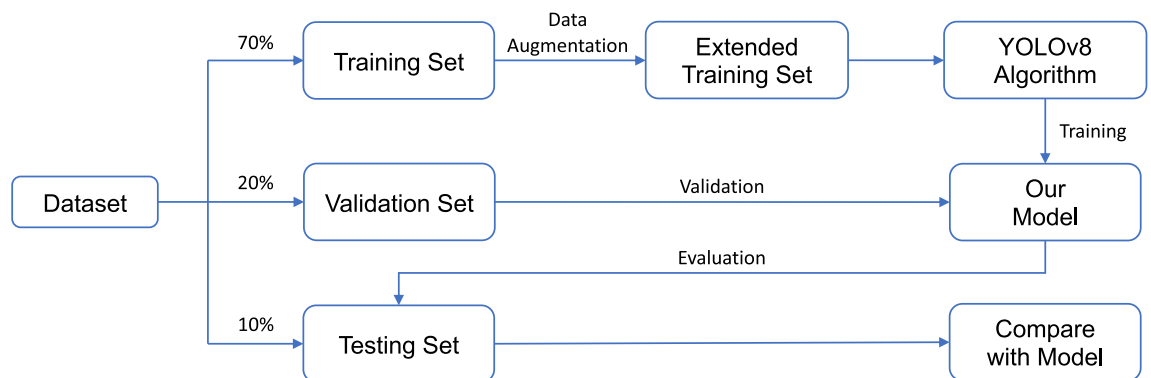 Data
Augmentation
70%
Training Set
Extended
Training Set
YOLOv8
Algorithm
Training
Dataset
20%
Validation Set
Validation
Our
Model
Evaluation
10%
Testing Set
Compare
with Model